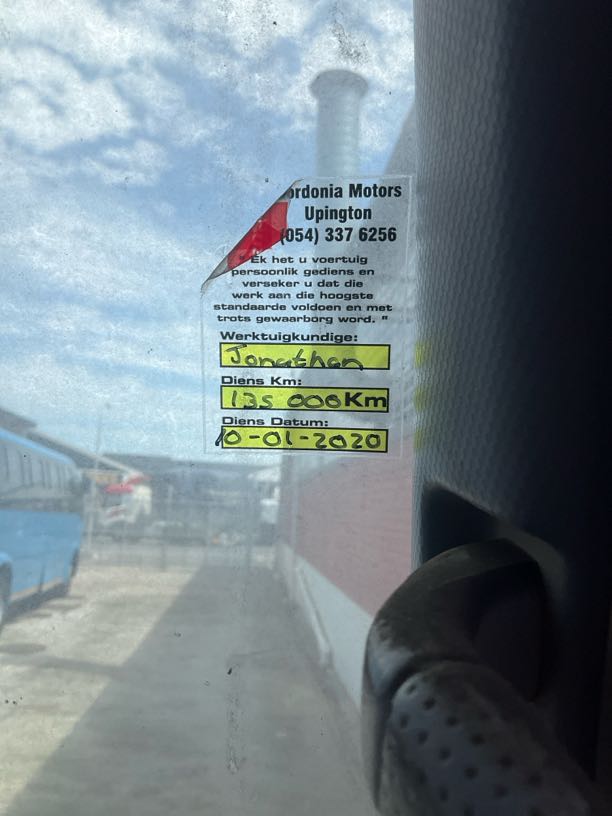 ordonia Motors
Upington
(054) 337 6256
" Ek het u voertuig
persoonlik gediens en
verseker u dat die
werk aan die hoogste
standaarde voldoen en met
trots gewaarborg word. "
Werktuigkundige:
Jonathan
Diens Km:
135 000Km
Diens Datum:
10-01-2020